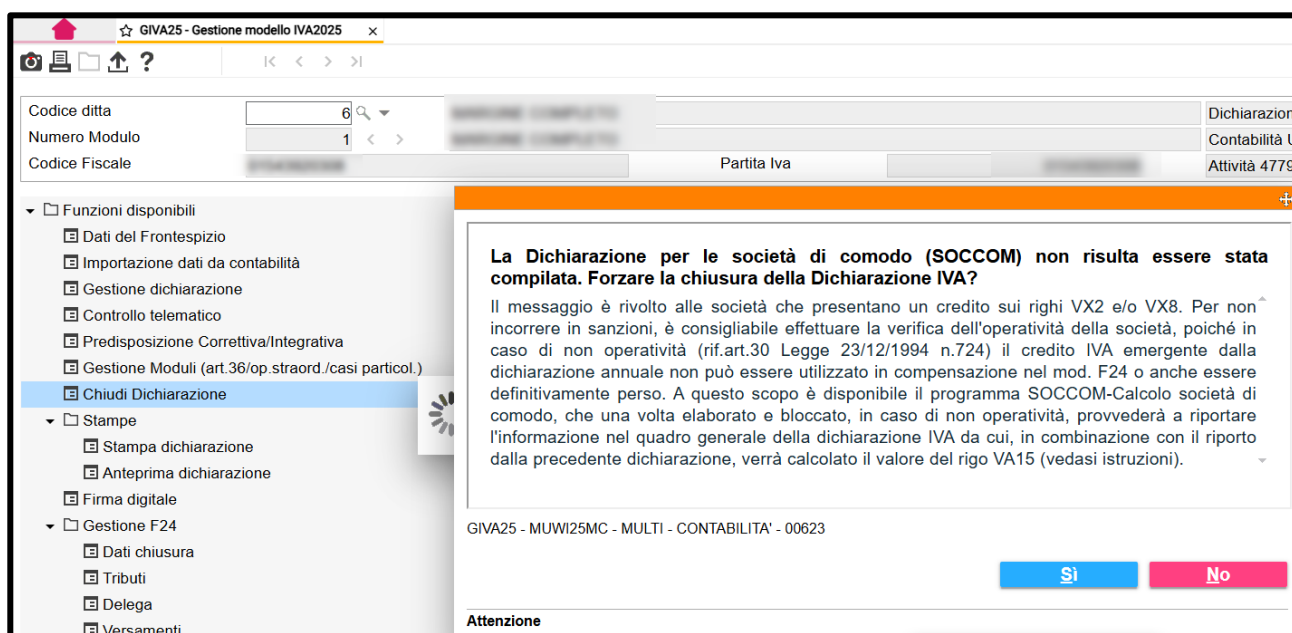 GIVA25 - Gestione modello IVA2025
Codice ditta 6 Dichiarazion
Numero Modulo 1 Contabilità U
Codice Fiscale Partita Iva Attività 4779
Funzioni disponibili
Dati del Frontespizio
Importazione dati da contabilità
Gestione dichiarazione
Controllo telematico
Predisposizione Correttiva/Integrativa
Gestione Moduli (art.36/op.straord./casi particol.)
Chiudi Dichiarazione
Stampe
Stampa dichiarazione
Anteprima dichiarazione
Firma digitale
Gestione F24
Dati chiusura
Tributi
Delega
Versamenti
La Dichiarazione per le società di comodo (SOCCOM) non risulta essere stata
compilata. Forzare la chiusura della Dichiarazione IVA?
Il messaggio è rivolto alle società che presentano un credito sui righi VX2 e/o VX8. Per non
incorrere in sanzioni, è consigliabile effettuare la verifica dell'operatività della società, poiché in
caso di non operatività (rif.art.30 Legge 23/12/1994 n.724) il credito IVA emergente dalla
dichiarazione annuale non può essere utilizzato in compensazione nel mod. F24 o anche essere
definitivamente perso. A questo scopo è disponibile il programma SOCCOM-Calcolo società di
comodo, che una volta elaborato e bloccato, in caso di non operatività, provvederà a riportare
l'informazione nel quadro generale della dichiarazione IVA da cui, in combinazione con il riporto
dalla precedente dichiarazione, verrà calcolato il valore del rigo VA15 (vedasi istruzioni).
GIVA25 - MUWI25MC - MULTI - CONTABILITA' - 00623
Sì No
Attenzione